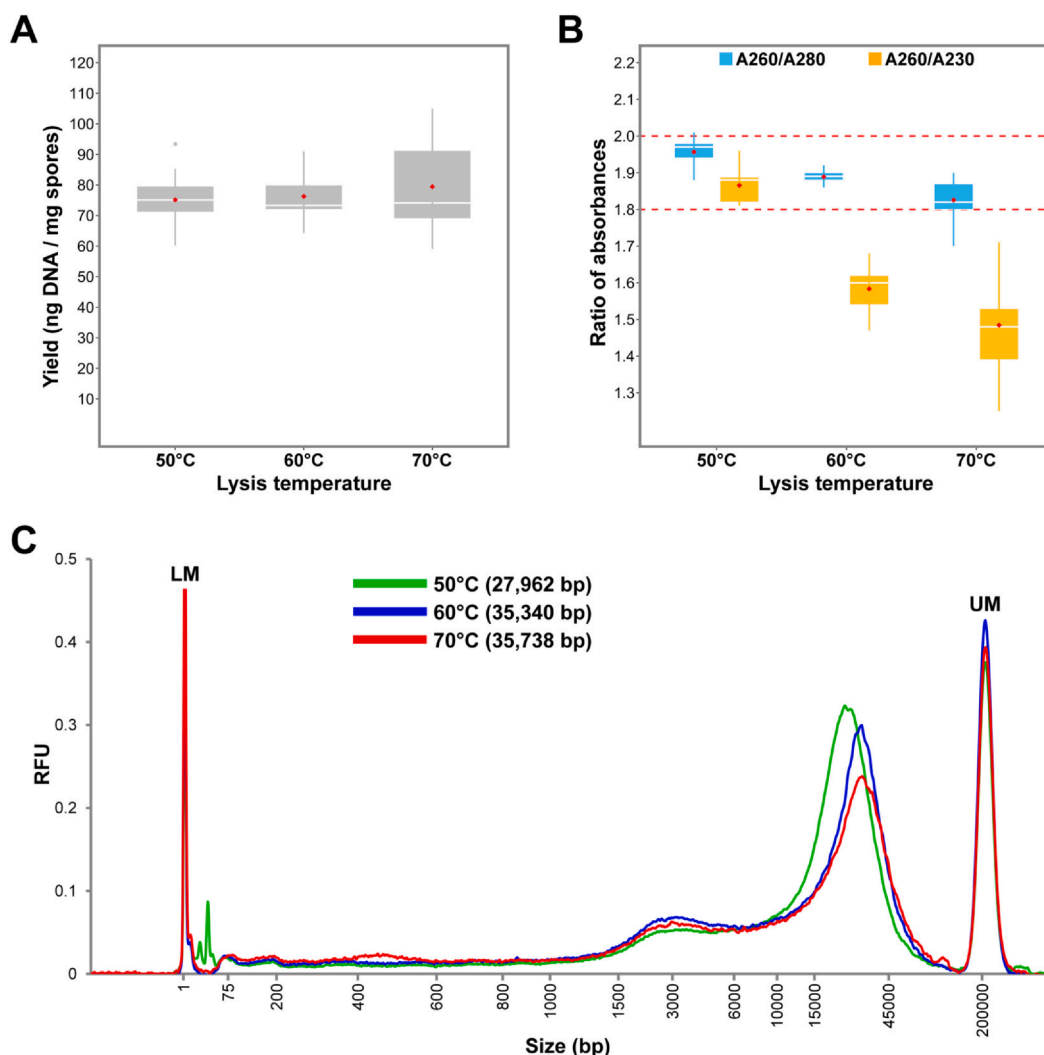 A
120
110
100
90
80
70
60
50
40
30
20
10
Yield (ng DNA / mg spores)
50°C 60°C 70°C
Lysis temperature
B
A260/A280 A260/A230
2.2
2.1
2.0
1.9
1.8
1.7
1.6
1.5
1.4
1.3
Ratio of absorbances
50°C 60°C 70°C
Lysis temperature
C
0.5
0.4
0.3
0.2
0.1
0
RFU
LM
50°C (27,962 bp)
60°C (35,340 bp)
70°C (35,738 bp)
UM
1 75 200 400 600 800 1000 1500 3000 6000 10000 15000 45000 200000
Size (bp)